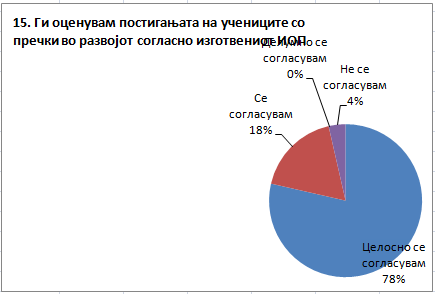 15. Ги оценувам постигањата на учениците со
пречки во развојот согласно изготвениот ИОП
Делумно се
согласувам
0%
Не се
согласувам
4%
Се
согласувам
18%
Целосно се
согласувам
78%